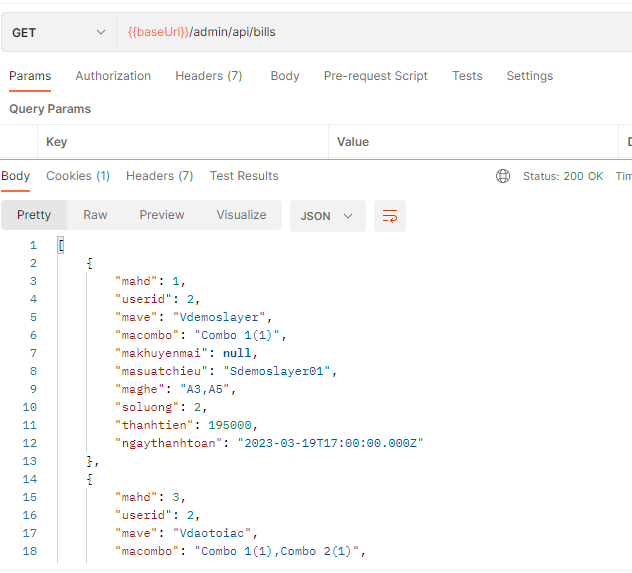 GET {{baseUrl}}/admin/api/bills
Params Authorization Headers (7) Body Pre-request Script Tests Settings
Query Params
Key Value
Body Cookies (1) Headers (7) Test Results Status: 200 OK
Pretty Raw Preview Visualize JSON
1 [
2 {
3 "mahd": 1,
4 "userid": 2,
5 "mave": "Vdemoslayer",
6 "macombo": "Combo 1(1)",
7 "makhuyenmai": null,
8 "masuatchieu": "Sdemoslayer01",
9 "maghe": "A3,A5",
10 "soluong": 2,
11 "thanhtien": 195000,
12 "ngaythanhtoan": "2023-03-19T17:00:00.000Z"
13 },
14 {
15 "mahd": 3,
16 "userid": 2,
17 "mave": "Vdaotoiac",
18 "macombo": "Combo 1(1),Combo 2(1)",